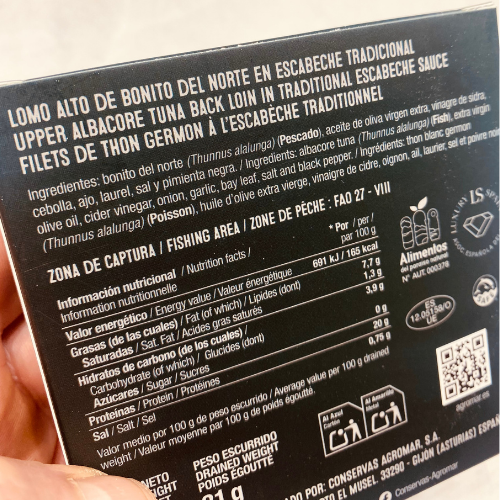 LOMO ALTO DE BONITO DEL NORTE EN ESCABECHE TRADICIONAL
UPPER ALBACORE TUNA BACK LOIN IN TRADITIONAL ESCABECHE SAUCE
FILETS DE THON GERMON À L'ESCABÈCHE TRADITIONNEL
Ingredientes: bonito del norte (Thunnus alalunga) (Pescado), aceite de oliva virgen extra, vinagre de sidra,
cebolla, ajo, laurel, sal y pimienta negra. / Ingredients: albacore tuna (Thunnus alalunga) (Fish), extra virgin
olive oil, cider vinegar, onion, garlic, bay leaf, salt and black pepper. / Ingrédients: thon blanc germon
(Thunnus alalunga) (Poisson), huile d'olive extra vierge, vinaigre de cidre, oignon, ail, laurier, sel et poivre
ZONA DE CAPTURA / FISHING AREA / ZONE DE PÊCHE: FAO 27 - VIII
Información nutricional / Nutrition facts /
Information nutritionnelle
* Por / per /
par 100 g
Valor energético / Energy value / Valeur énergétique 691 kJ / 165 kcal
Grasas (de las cuales) / Fat (of which) / Lipides (dont) 7,7 g
Saturadas / Sat. Fat / Acides gras saturés 1,3 g
Hidratos de carbono (de los cuales) / 3,9 g
Carbohydrate (of which) / Glucides (dont)
Azúcares / Sugar / Sucres 0 g
Proteínas / Protein / Protéines 20 g
Sal / Salt / Sel 0,75 g
Valor medio por 100 g de peso escurrido / Average value per 100 g drained
weight / Valeur moyenne par 100 g de poids égoutté.
Alimentos
del paraíso natural
Nº AUT. 000378
LUXURY SPAIN
ASOC. ESPAÑOLA
ES
12.05158/O
UE
agromar.es
Al Azul
Cartón
Al Amarillo
Metal
NETO
PESO ESCURRIDO
DRAINED WEIGHT
POIDS ÉGOUTTÉ
81 g
POR: CONSERVAS AGROMAR, S.A.
DE MUSEL. 33290 - GIJÓN (ASTURIAS)
Conservas-Agromar